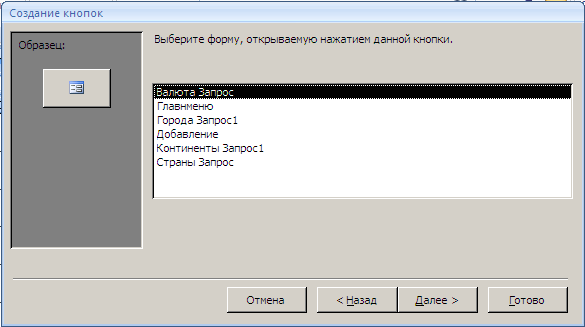 Создание кнопок
Образец:
Выберите форму, открываемую нажатием данной кнопки.
Валюта Запрос
Главнменю
Города Запрос1
Добавление
Континенты Запрос1
Страны Запрос
Отмена
< Назад
Далее >
Готово